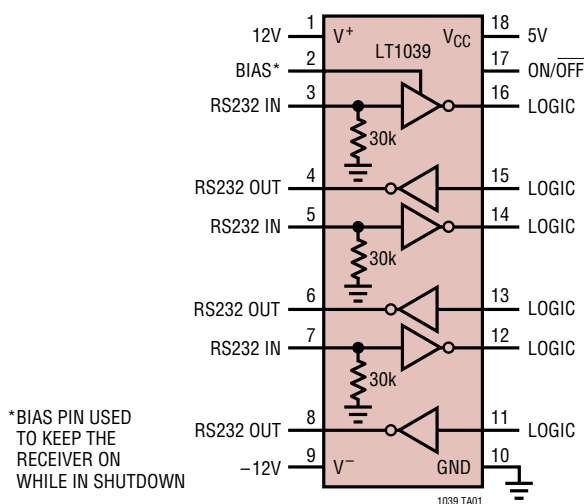 12V 1 V+ VCC 18 5V
LT1039
BIAS* 2 17 ON/OFF
RS232 IN 3 16 LOGIC
30k
RS232 OUT 4 15 LOGIC
RS232 IN 5 14 LOGIC
30k
RS232 OUT 6 13 LOGIC
RS232 IN 7 12 LOGIC
30k
RS232 OUT 8 11 LOGIC
–12V 9 V– GND 10
*BIAS PIN USED
TO KEEP THE
RECEIVER ON
WHILE IN SHUTDOWN
1039 TA01